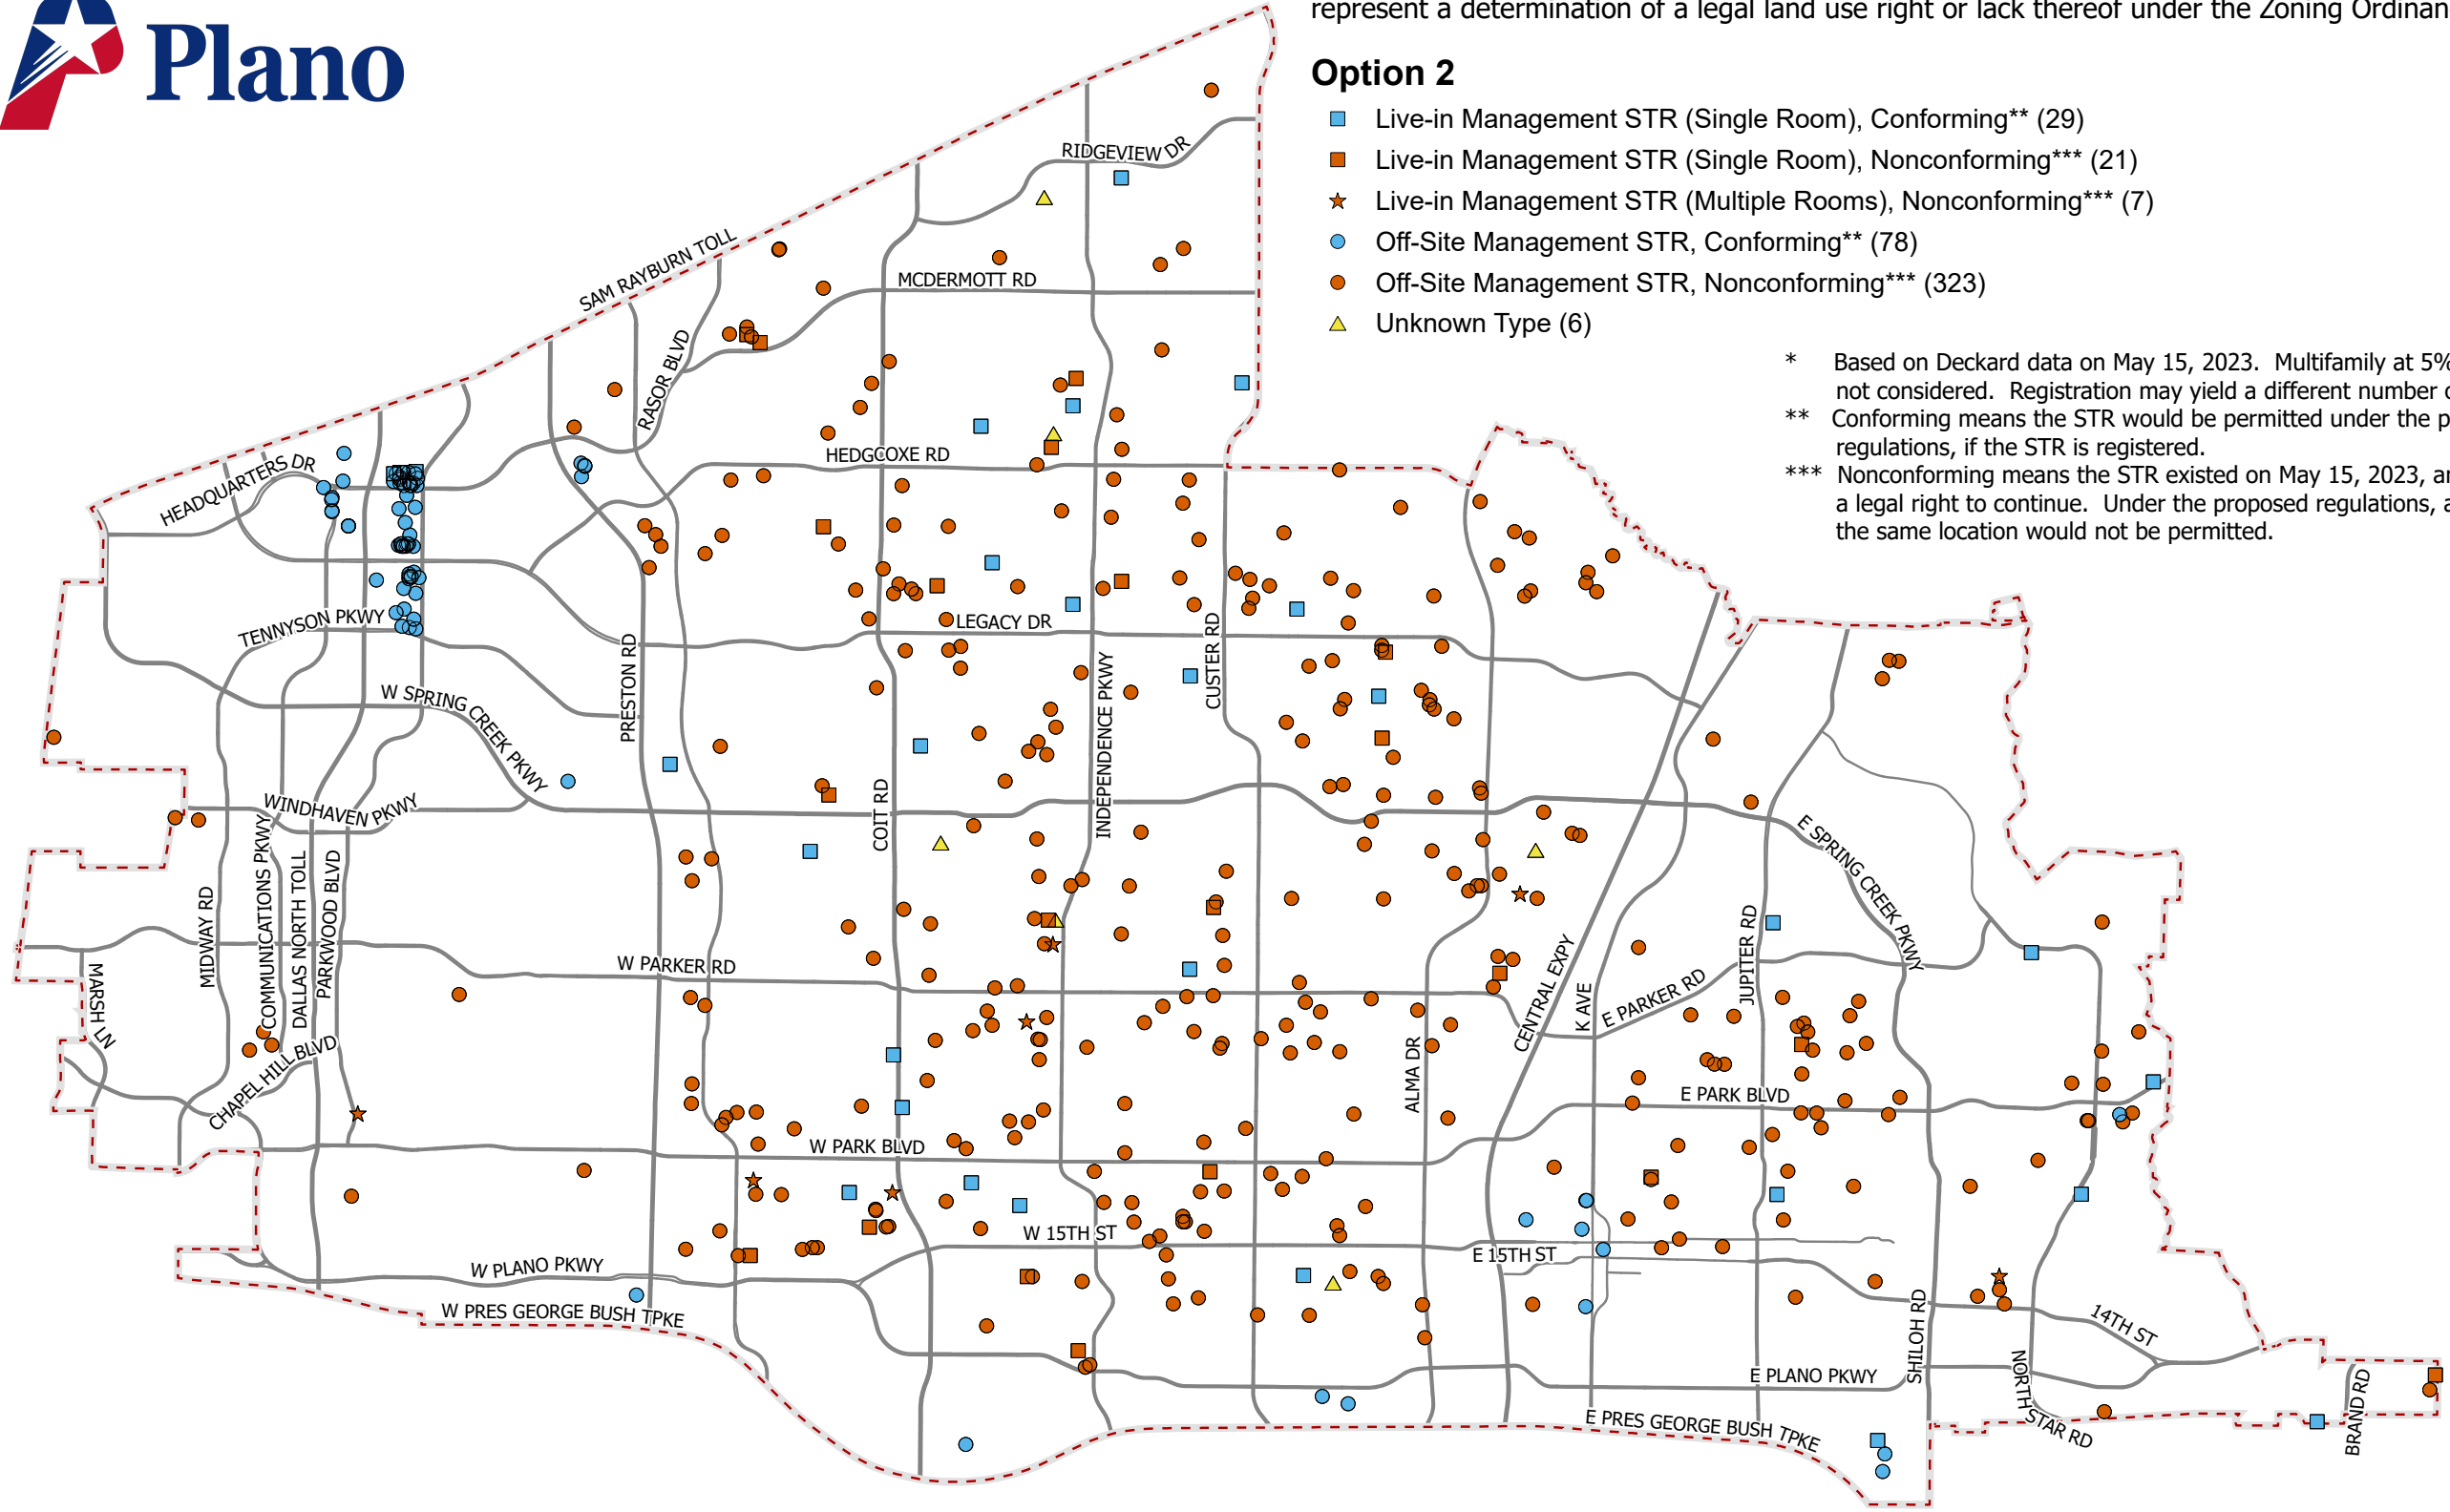 Plano
represent a determination of a legal land use right or lack thereof under the Zoning Ordinan
Option 2
Live-in Management STR (Single Room), Conforming** (29)
Live-in Management STR (Single Room), Nonconforming*** (21)
Live-in Management STR (Multiple Rooms), Nonconforming*** (7)
Off-Site Management STR, Conforming** (78)
Off-Site Management STR, Nonconforming*** (323)
Unknown Type (6)
* Based on Deckard data on May 15, 2023. Multifamily at 5%
not considered. Registration may yield a different number
** Conforming means the STR would be permitted under the p
regulations, if the STR is registered.
*** Nonconforming means the STR existed on May 15, 2023, an
a legal right to continue. Under the proposed regulations, a
the same location would not be permitted.
RIDGEVIEW DR
SAM RAYBURN TOLL
MCDERMOTT RD
RASOR BLVD
HEDGCOXE RD
HEADQUARTERS DR
TENNYSON PKWY
LEGACY DR
PRESTON RD
CUSTER RD
INDEPENDENCE PKWY
W SPRING CREEK PKWY
COIT RD
WINDHAVEN PKWY
E SPRING CREEK PKWY
MIDWAY RD
COMMUNICATIONS PKWY
DALLAS NORTH TOLL
PARKWOOD BLVD
MARSH LN
W PARKER RD
JUPITER RD
CENTRAL EXPY
K AVE
E PARKER RD
CHAPEL HILL BLVD
ALMA DR
E PARK BLVD
W PARK BLVD
W 15TH ST
E 15TH ST
W PLANO PKWY
W PRES GEORGE BUSH TPKE
SHILOH RD
14TH ST
E PLANO PKWY
NORTH STAR RD
BRAND RD
E PRES GEORGE BUSH TPKE